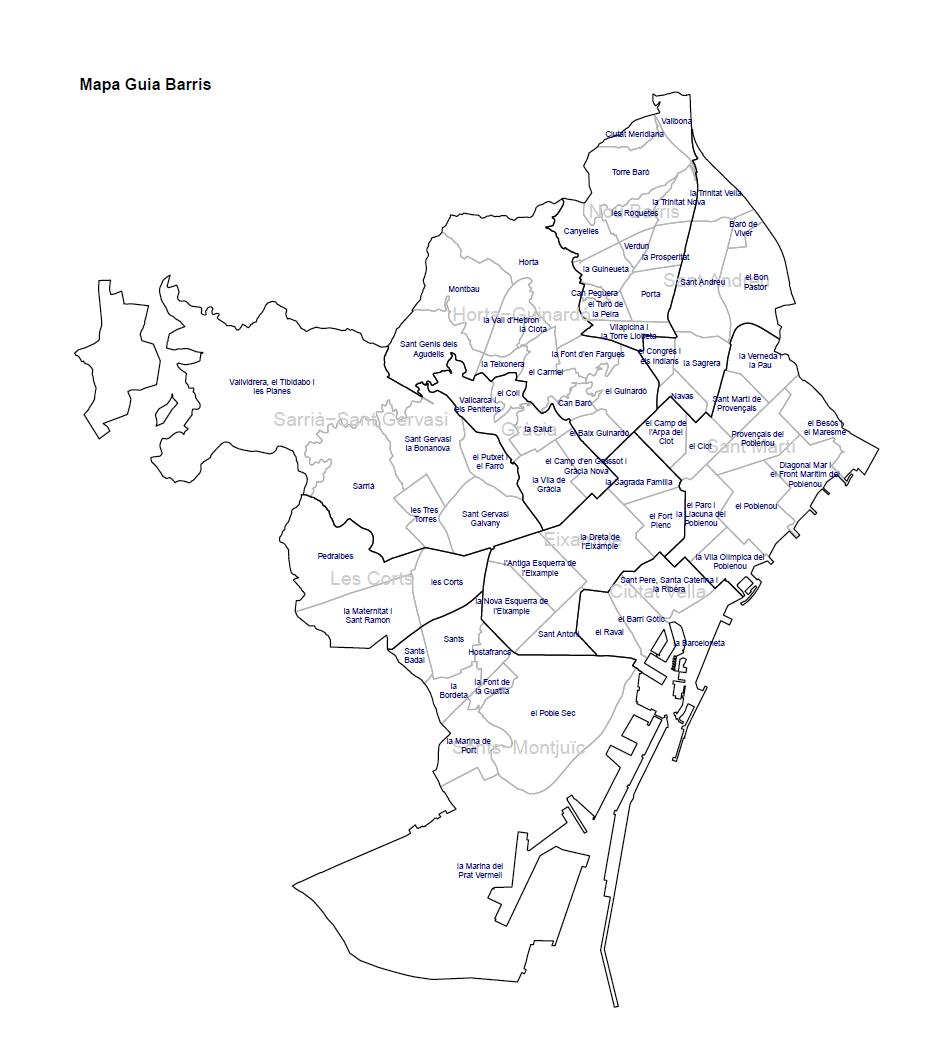 Mapa Guia Barris
Vallbona
Ciutat Meridiana
Torre Baró
la Trinitat Vella
la Trinitat Nova
les Roquetes
Nou Barris
Baró de
Viver
Canyelles
Verdun
la Prosperitat
Horta
la Guineueta
Sant Andreu
Sant Andreu
el Bon
Pastor
Montbau
Can Peguera
Porta
el Turó de
la Peira
Horta-Guinardó
la Vall d'Hebron
la Clota
Vilapicina i
la Torre Llobeta
Sant Genís dels
Agudells
la Font d'en Fargues
el Congrés i
els Indians
la Sagrera
la Verneda i
la Pau
la Teixonera
el Carmel
Vallvidrera, el Tibidabo i
les Planes
el Coll
el Guinardó
Navas
Vallcarca i
els Penitents
Can Baró
Sant Martí de
Provençals
Sarrià-Sant Gervasi
Gràcia
la Salut
el Baix Guinardó
el Camp de
l'Arpa del
Clot
el Clot
Sant Martí
Provençals del
Poblenou
el Besòs i
el Maresme
Sant Gervasi
la Bonanova
el Putxet i
el Farró
el Camp d'en Grassot i
Gràcia Nova
Diagonal Mar i
el Front Marítim del
Poblenou
Sarrià
la Vila de
Gràcia
la Sagrada Família
les Tres
Torres
Sant Gervasi
Galvany
el Fort
Pienc
el Parc i
la Llacuna del
Poblenou
el Poblenou
Eixample
la Dreta de
l'Eixample
Pedralbes
l'Antiga Esquerra de
l'Eixample
la Vila Olímpica del
Poblenou
Les Corts
les Corts
Sant Pere, Santa Caterina i
la Ribera
Ciutat Vella
la Maternitat i
Sant Ramon
la Nova Esquerra de
l'Eixample
el Barri Gòtic
Sant Antoni
el Raval
Sants
la Barceloneta
Sants
Badal
Hostafrancs
la
Bordeta
la Font de
la Guatlla
el Poble Sec
la Marina de
Port
Sants-Montjuïc
la Marina del
Prat Vermell